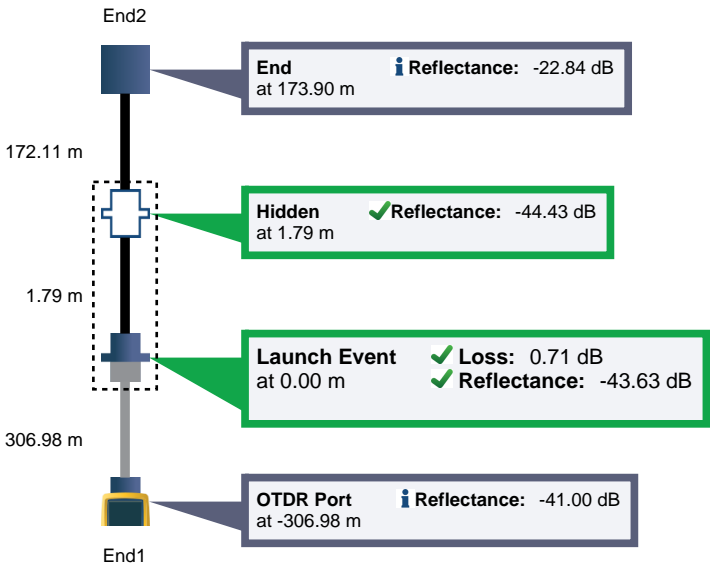 End2
End i Reflectance: -22.84 dB
at 173.90 m
172.11 m
Hidden Reflectance: -44.43 dB
at 1.79 m
1.79 m
Launch Event Loss: 0.71 dB
at 0.00 m Reflectance: -43.63 dB
306.98 m
OTDR Port i Reflectance: -41.00 dB
at -306.98 m
End1